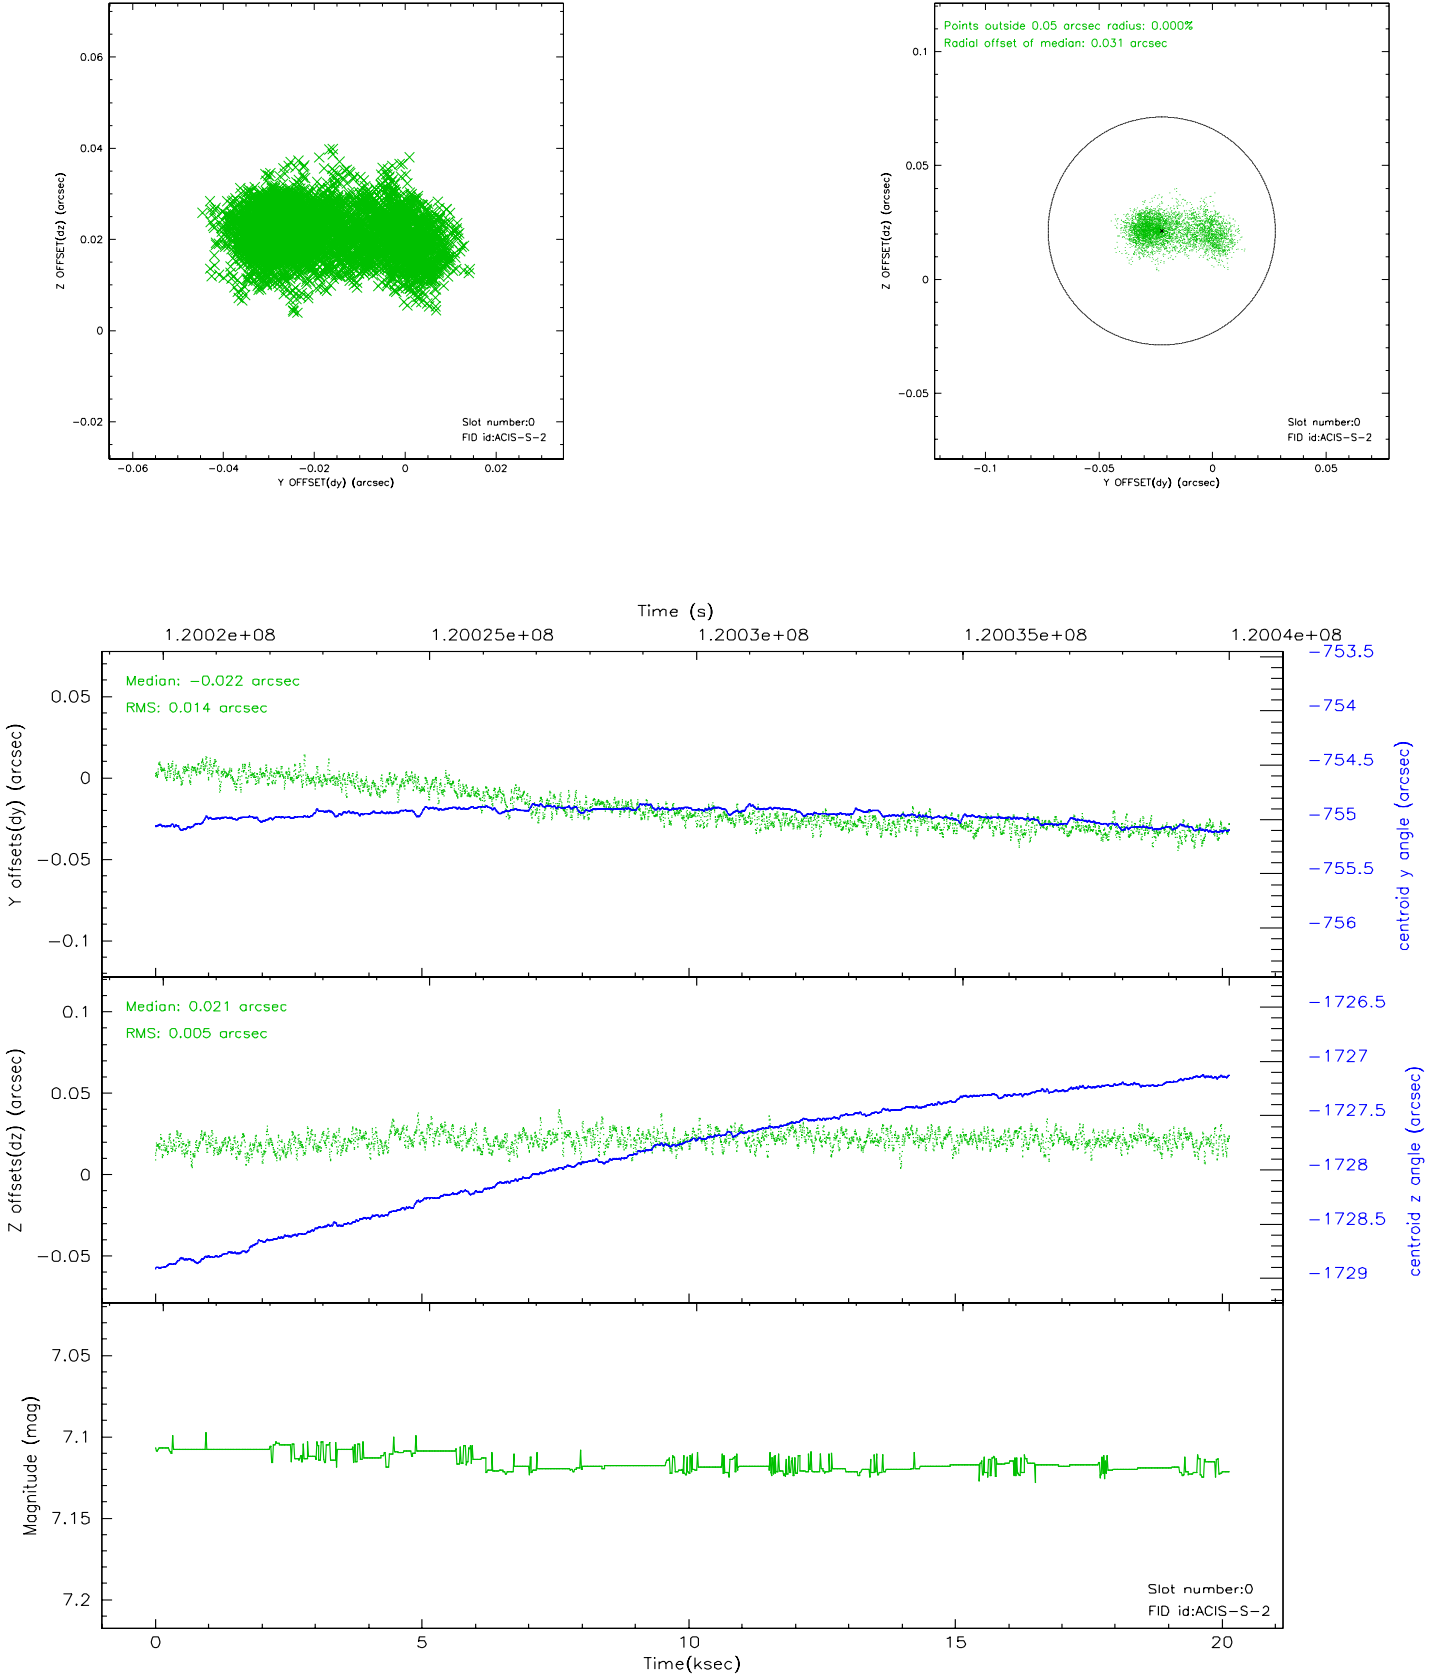 0.06
0.04
0.02
0
−0.02
Z OFFSET(dz) (arcsec)
Slot number:0
FID id:ACIS−S−2
−0.06
−0.04
−0.02
0
0.02
Y OFFSET(dy) (arcsec)
Points outside 0.05 arcsec radius: 0.000%
Radial offset of median: 0.031 arcsec
0.1
0.05
0
−0.05
Z OFFSET(dz) (arcsec)
Slot number:0
FID id:ACIS−S−2
−0.1
−0.05
0
0.05
Y OFFSET(dy) (arcsec)
Time (s)
1.2002e+08
1.20025e+08
1.2003e+08
1.20035e+08
1.2004e+08
Median: −0.022 arcsec
RMS: 0.014 arcsec
0.05
0
−0.05
−0.1
Y offsets(dy) (arcsec)
−753.5
−754
−754.5
−755
−755.5
−756
centroid y angle (arcsec)
Median: 0.021 arcsec
RMS: 0.005 arcsec
0.1
0.05
0
−0.05
Z offsets(dz) (arcsec)
−1726.5
−1727
−1727.5
−1728
−1728.5
−1729
centroid z angle (arcsec)
7.05
7.1
7.15
7.2
Magnitude (mag)
Slot number:0
FID id:ACIS−S−2
0
5
10
15
20
Time(ksec)